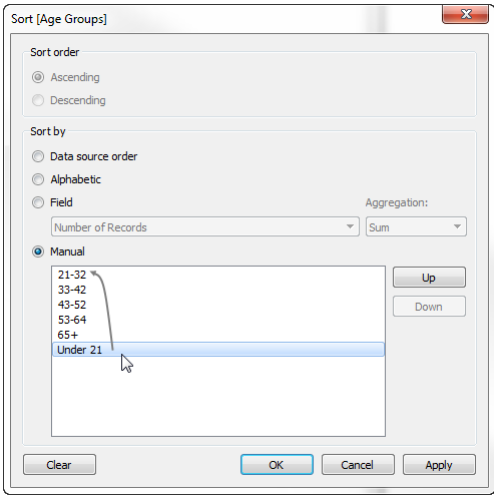 Sort [Age Groups]
Sort order
Ascending
Descending
Sort by
Data source order
Alphabetic
Field
Aggregation:
Number of Records
Sum
Manual
21-32
33-42
43-52
53-64
65+
Under 21
Up
Down
Clear
OK
Cancel
Apply